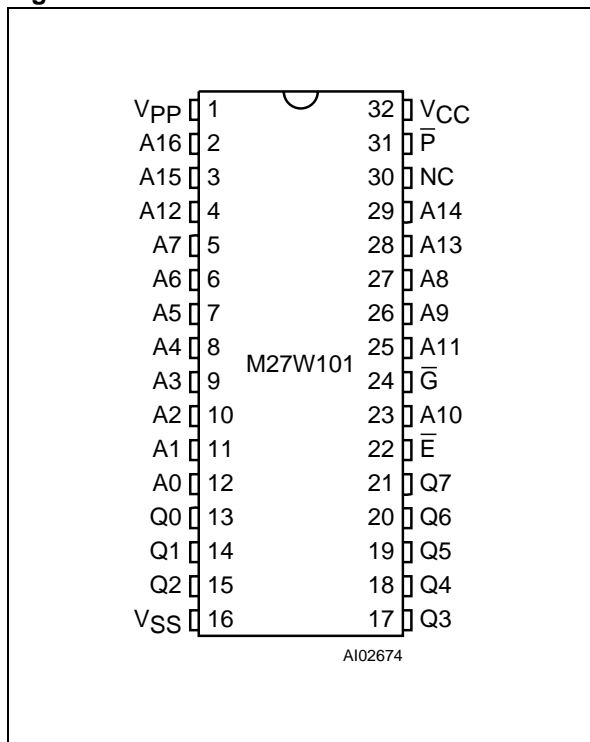 VPP 1 32 VCC
A16 2 31 P̅
A15 3 30 NC
A12 4 29 A14
A7 5 28 A13
A6 6 27 A8
A5 7 26 A9
A4 8 25 A11
M27W101
A3 9 24 G̅
A2 10 23 A10
A1 11 22 E̅
A0 12 21 Q7
Q0 13 20 Q6
Q1 14 19 Q5
Q2 15 18 Q4
VSS 16 17 Q3
AI02674